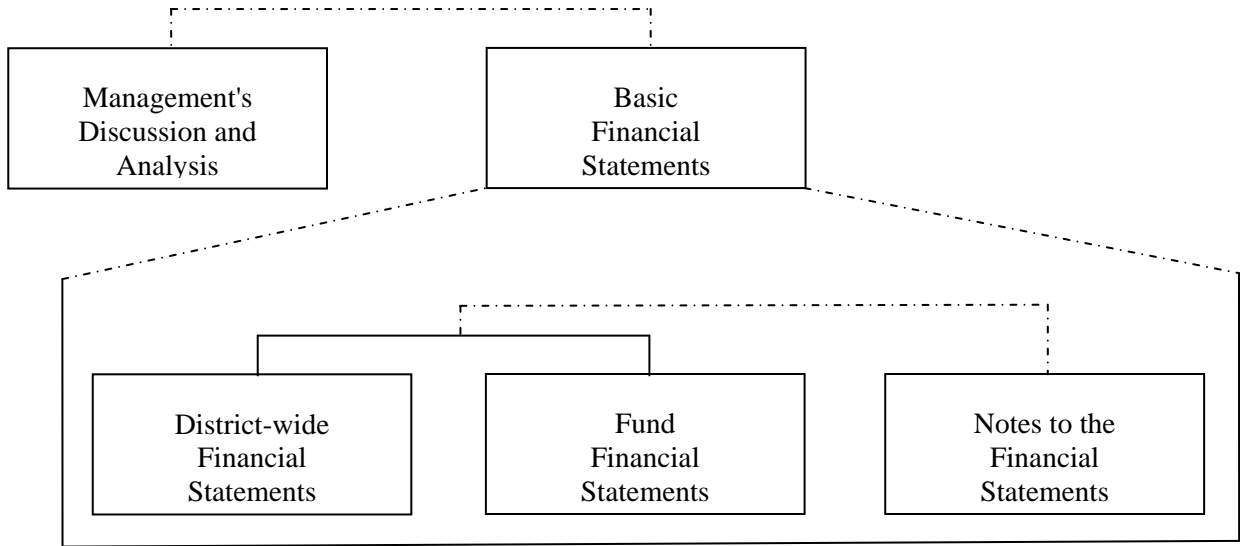 Management's
Discussion and
Analysis
Basic
Financial
Statements
District-wide
Financial
Statements
Fund
Financial
Statements
Notes to the
Financial
Statements